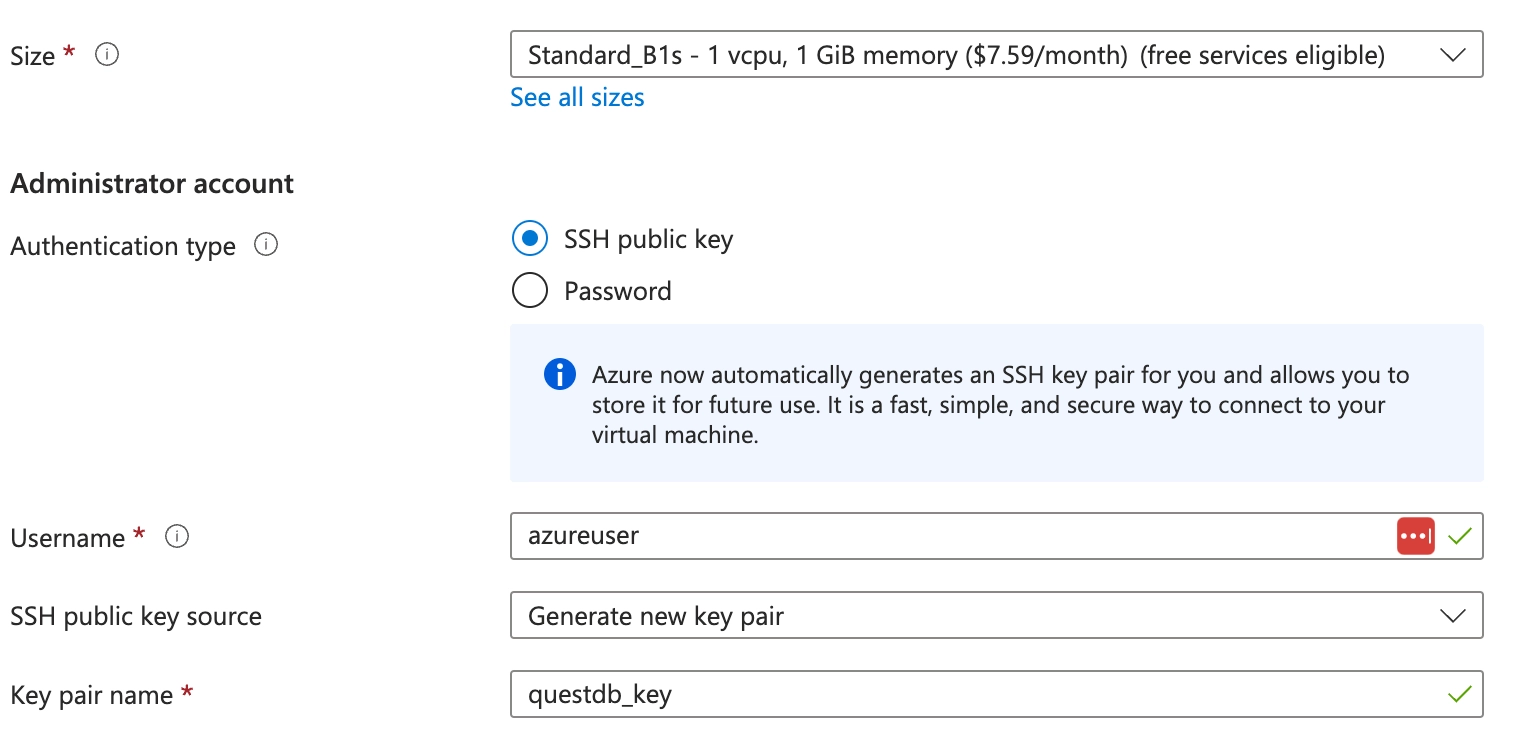 Size *
Standard_B1s - 1 vcpu, 1 GiB memory ($7.59/month) (free services eligible)
See all sizes
Administrator account
Authentication type
SSH public key
Password
Azure now automatically generates an SSH key pair for you and allows you to
store it for future use. It is a fast, simple, and secure way to connect to your
virtual machine.
Username *
azureuser
SSH public key source
Generate new key pair
Key pair name *
questdb_key